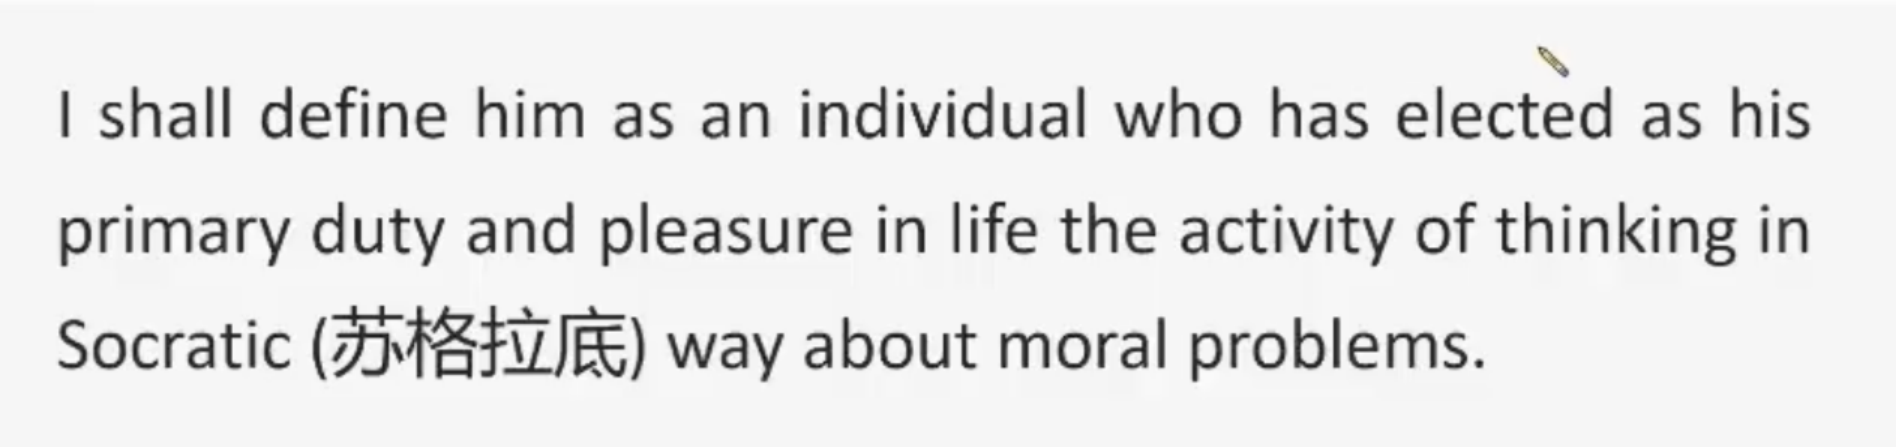 I shall define him as an individual who has elected as his
primary duty and pleasure in life the activity of thinking in
Socratic (苏格拉底) way about moral problems.